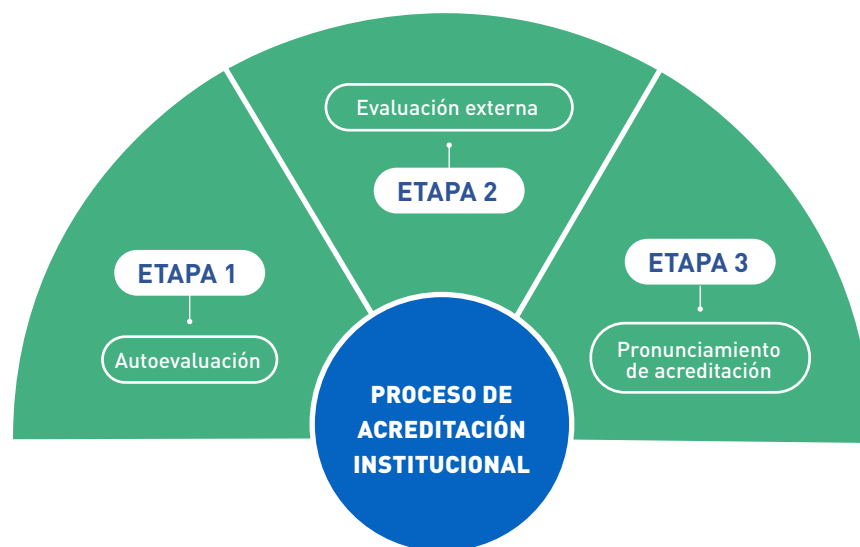 ETAPA 1
Autoevaluación
Evaluación externa
ETAPA 2
ETAPA 3
Pronunciamiento
de acreditación
PROCESO DE
ACREDITACIÓN
INSTITUCIONAL